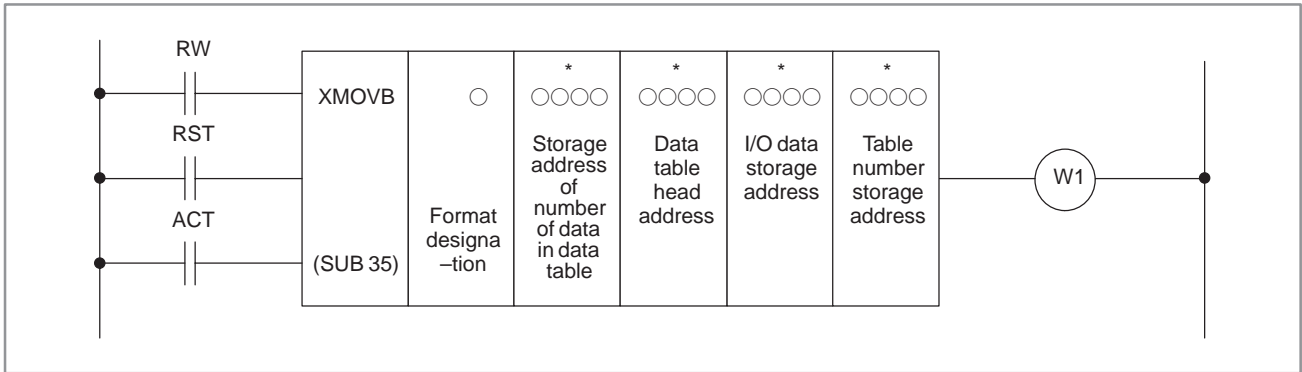 RW
RST
ACT
XMOVB
(SUB 35)
○
Format
designa
–tion
*
○○○○
Storage
address
of
number
of data
in data
table
*
○○○○
Data
table
head
address
*
○○○○
I/O data
storage
address
*
○○○○
Table
number
storage
address
W1